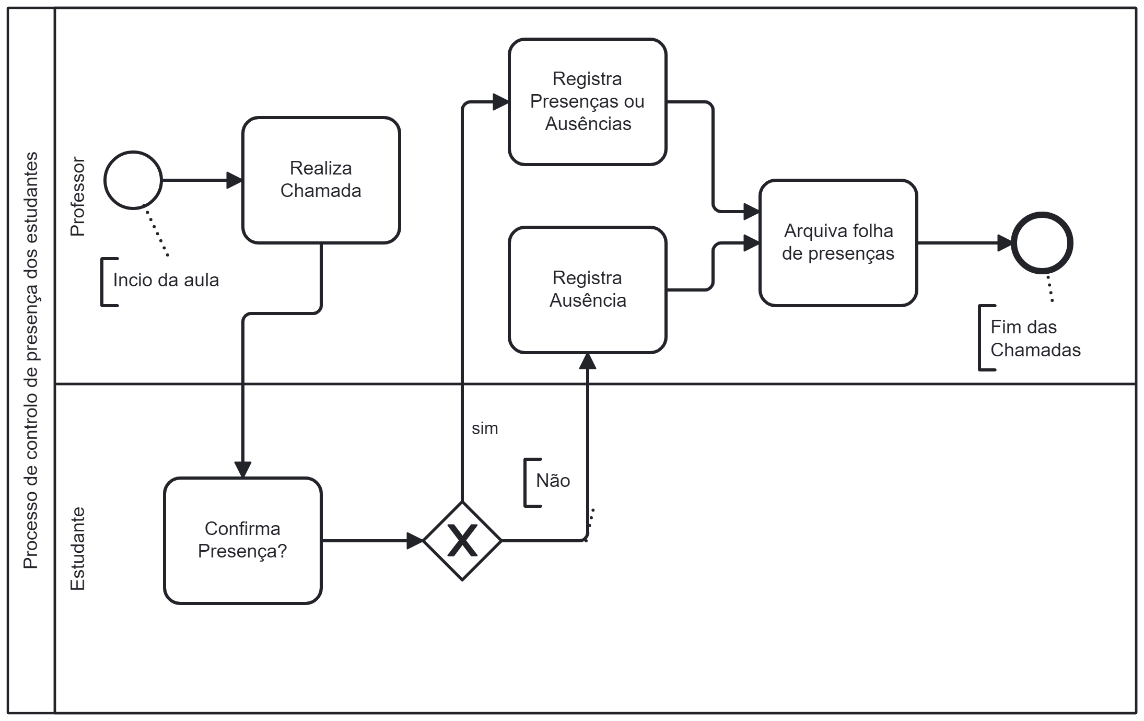 Processo de controlo de presença dos estudantes
Professor
Incio da aula
Realiza
Chamada
Registra
Presenças ou
Ausências
Registra
Ausência
Arquiva folha
de presenças
Fim das
Chamadas
Estudante
Confirma
Presença?
sim
Não